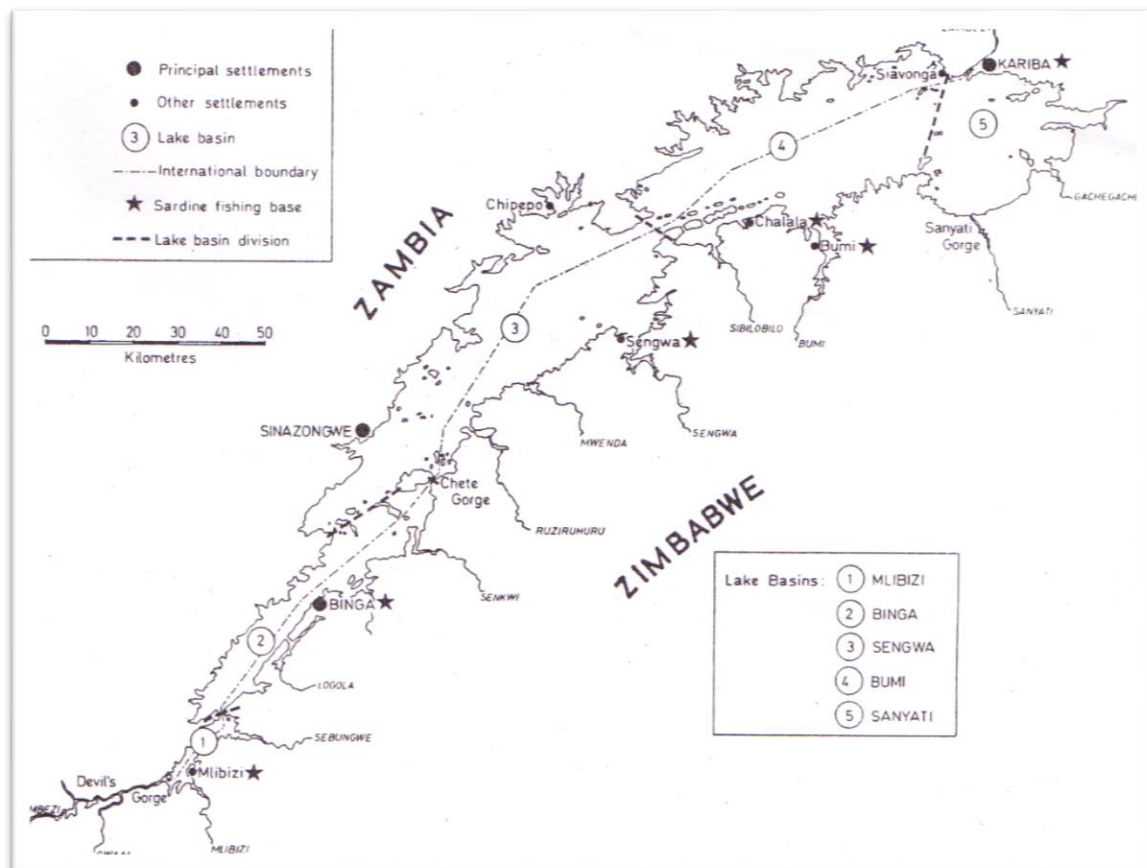 Principal settlements
Other settlements
3 Lake basin
International boundary
Sardine fishing base
Lake basin division
0 10 20 30 40 50
Kilometres
ZAMBIA
ZIMBABWE
Siavonga
KARIBA
5
4
GACHEGACHI
Chipepo
Chalala
Bumi
Sanyati
Gorge
SANYATI
SIBILOBILO
BUMI
3
Sengwa
SENGWA
MWENDA
SINAZONGWE
Chete
Gorge
RUZIRUHURU
SENKWI
BINGA
2
LOGOLA
SEBUNGWE
1
Mlibizi
Devil's
Gorge
MLIBIZI
Lake Basins: 1 MLIBIZI
2 BINGA
3 SENGWA
4 BUMI
5 SANYATI